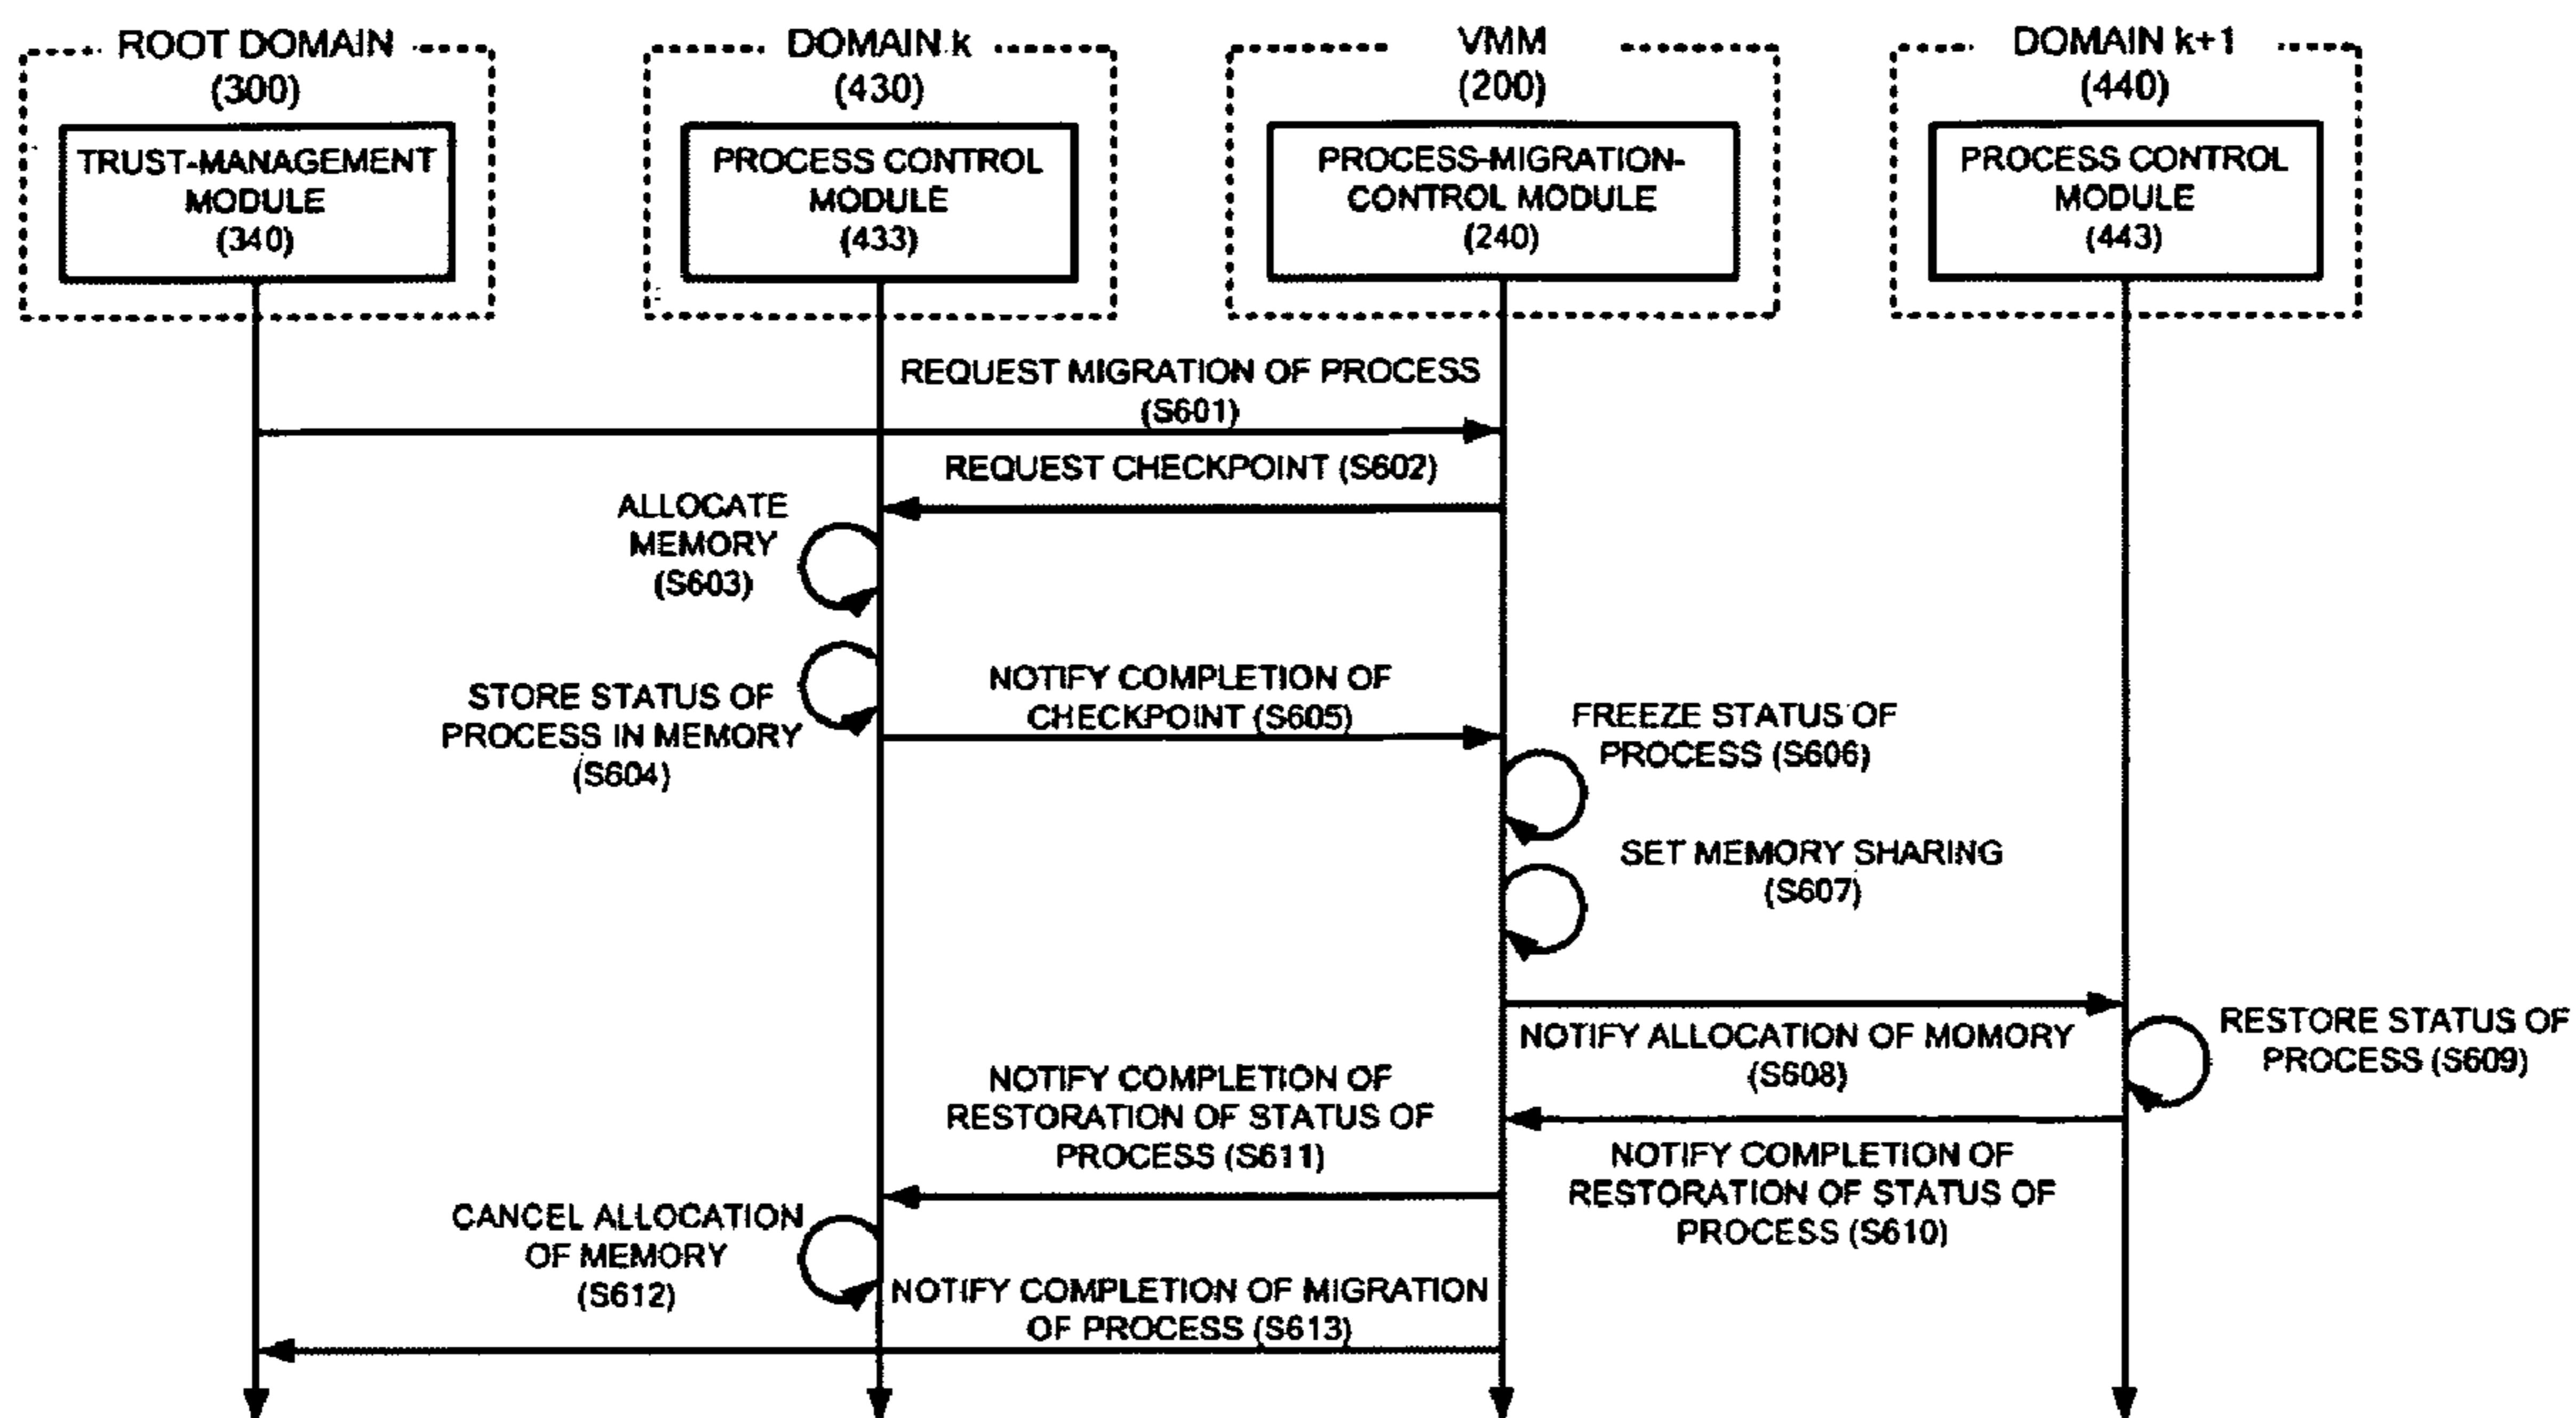 ROOT DOMAIN
(300)
TRUST-MANAGEMENT
MODULE
(340)
DOMAIN k
(430)
PROCESS CONTROL
MODULE
(433)
VMM
(200)
PROCESS-MIGRATION-
CONTROL MODULE
(240)
DOMAIN k+1
(440)
PROCESS CONTROL
MODULE
(443)
REQUEST MIGRATION OF PROCESS
(S601)
REQUEST CHECKPOINT (S602)
ALLOCATE
MEMORY
(S603)
STORE STATUS OF
PROCESS IN MEMORY
(S604)
NOTIFY COMPLETION OF
CHECKPOINT (S605)
FREEZE STATUS OF
PROCESS (S606)
SET MEMORY SHARING
(S607)
NOTIFY ALLOCATION OF MOMORY
(S608)
RESTORE STATUS OF
PROCESS (S609)
NOTIFY COMPLETION OF
RESTORATION OF STATUS OF
PROCESS (S610)
NOTIFY COMPLETION OF
RESTORATION OF STATUS OF
PROCESS (S611)
CANCEL ALLOCATION
OF MEMORY
(S612)
NOTIFY COMPLETION OF MIGRATION
OF PROCESS (S613)